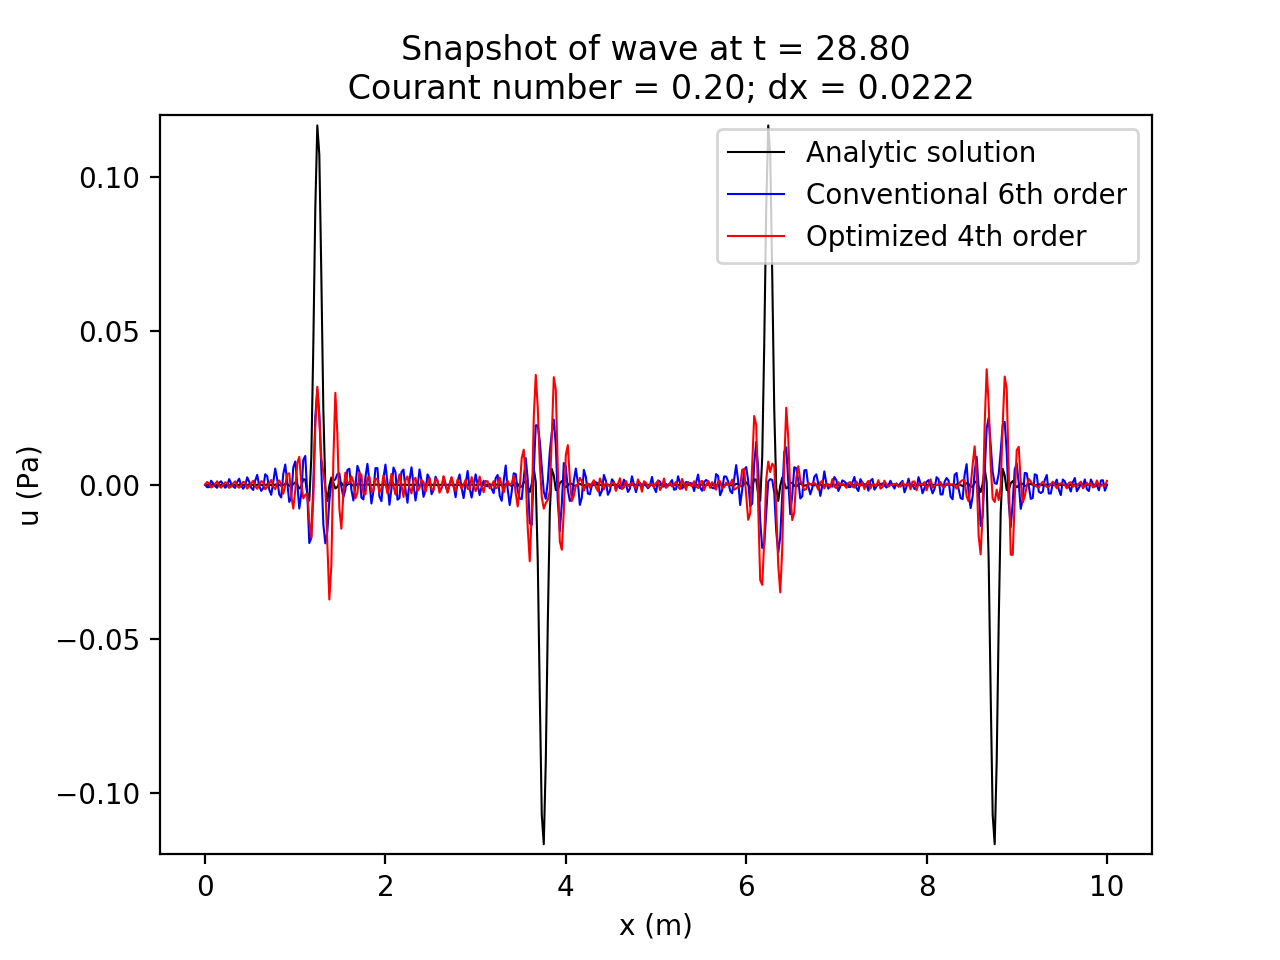 Snapshot of wave at t = 28.80
Courant number = 0.20; dx = 0.0222
Analytic solution
Conventional 6th order
Optimized 4th order
0.10
0.05
0.00
−0.05
−0.10
u (Pa)
0 2 4 6 8 10
x (m)